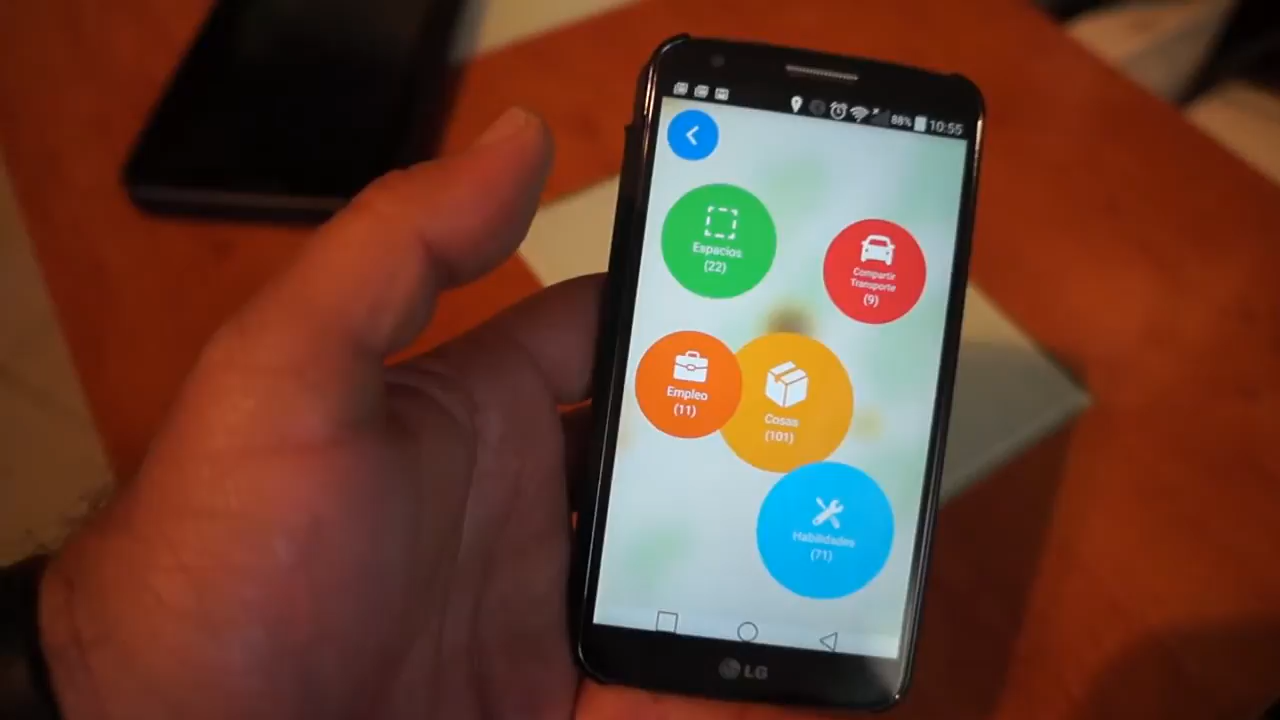 88% 10:55
Espacios
(22)
Compartir
Transporte
(9)
Empleo
(11)
Cosas
(101)
Habilidades
(71)
LG